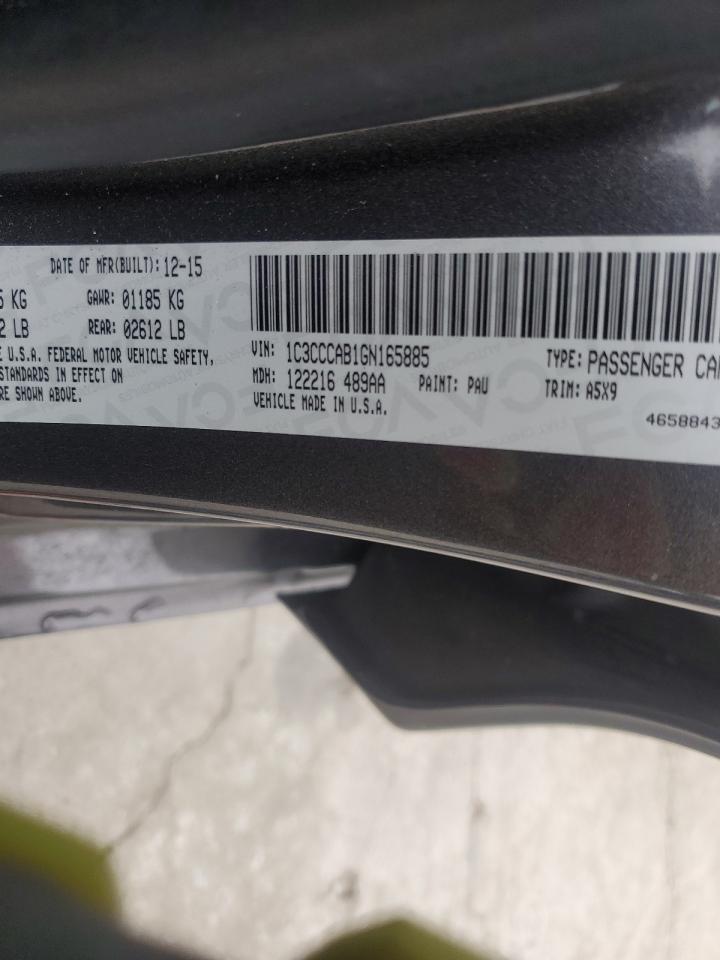 DATE OF MFR(BUILT): 12-15
KG GAWR: 01185 KG
LB REAR: 02612 LB
U.S.A. FEDERAL MOTOR VEHICLE SAFETY,
STANDARDS IN EFFECT ON
SHOWN ABOVE.
VIN: 1C3CCCAB1GN165885
TYPE: PASSENGER CAR
MDH: 122216 489AA PAINT: PAU
TRIM: A5X9
VEHICLE MADE IN U.S.A.
4658843